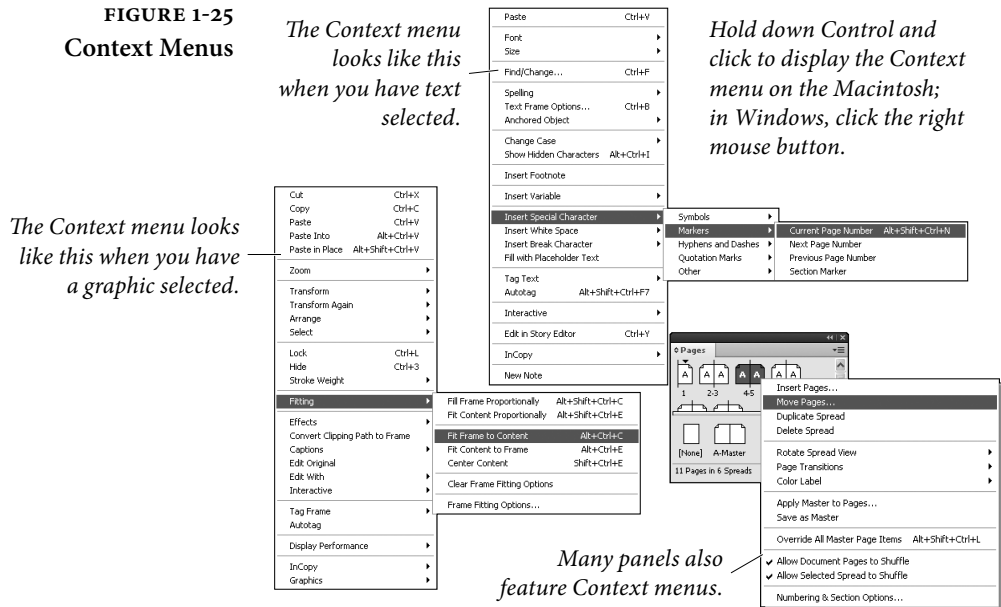 FIGURE 1-25
Context Menus
The Context menu
looks like this
when you have text
selected.
Paste Ctrl+V
Font
Size
Find/Change... Ctrl+F
Spelling
Text Frame Options... Ctrl+B
Anchored Object
Change Case
Show Hidden Characters Alt+Ctrl+I
Insert Footnote
Insert Variable
Insert Special Character
Insert White Space
Insert Break Character
Fill with Placeholder Text
Tag Text
Autotag Alt+Shift+Ctrl+F7
Interactive
Edit in Story Editor Ctrl+Y
InCopy
New Note
Symbols
Markers
Hyphens and Dashes
Quotation Marks
Other
Current Page Number Alt+Shift+Ctrl+N
Next Page Number
Previous Page Number
Section Marker
Hold down Control and
click to display the Context
menu on the Macintosh;
in Windows, click the right
mouse button.
The Context menu looks
like this when you have
a graphic selected.
Cut Ctrl+X
Copy Ctrl+C
Paste Ctrl+V
Paste Into Alt+Ctrl+V
Paste in Place Alt+Shift+Ctrl+V
Zoom
Transform
Transform Again
Arrange
Select
Lock Ctrl+L
Hide Ctrl+3
Stroke Weight
Fitting
Effects
Convert Clipping Path to Frame
Captions
Edit Original
Edit With
Interactive
Tag Frame
Autotag
Display Performance
InCopy
Graphics
Fill Frame Proportionally Alt+Shift+Ctrl+C
Fit Content Proportionally Alt+Shift+Ctrl+E
Fit Frame to Content Alt+Ctrl+C
Fit Content to Frame Alt+Ctrl+E
Center Content Shift+Ctrl+E
Clear Frame Fitting Options
Frame Fitting Options...
Pages
A A A A A A A
1 2-3 4-5
[None] A-Master
11 Pages in 6 Spreads
Insert Pages...
Move Pages...
Duplicate Spread
Delete Spread
Rotate Spread View
Page Transitions
Color Label
Apply Master to Pages...
Save as Master
Override All Master Page Items Alt+Shift+Ctrl+L
Allow Document Pages to Shuffle
Allow Selected Spread to Shuffle
Numbering & Section Options...
Many panels also
feature Context menus.